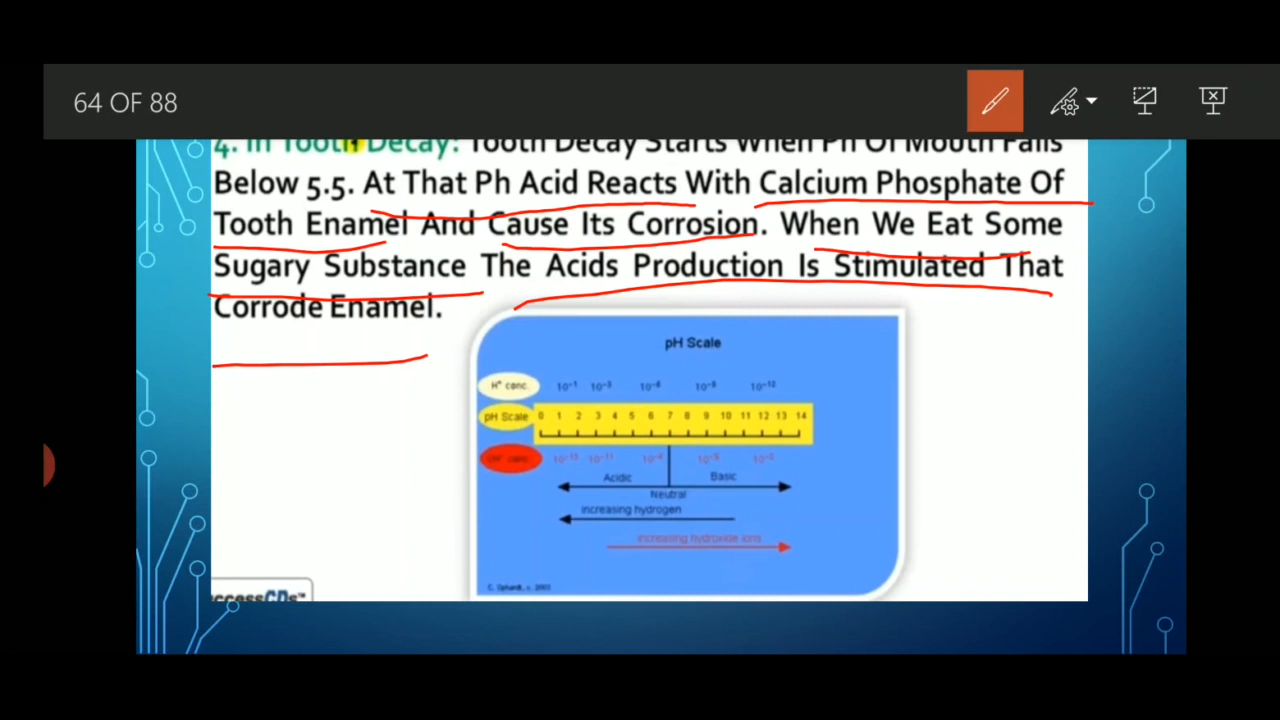 64 OF 88
4. In Tooth Decay: Tooth Decay Starts When Ph Of Mouth Falls
Below 5.5. At That Ph Acid Reacts With Calcium Phosphate Of
Tooth Enamel And Cause Its Corrosion. When We Eat Some
Sugary Substance The Acids Production Is Stimulated That
Corrode Enamel.
pH Scale
H⁺ conc. 10⁻¹ 10⁻³
pH Scale 0 1 2 3 4 5 6 7 8 9 10 11 12 13 14
10⁻¹³ 10⁻¹¹
Acidic Basic
Neutral
increasing hydrogen
increasing hydroxide ions